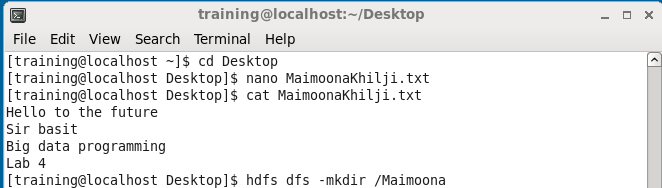 training@localhost:~/Desktop
File Edit View Search Terminal Help
[training@localhost ~]$ cd Desktop
[training@localhost Desktop]$ nano MaimoonaKhilji.txt
[training@localhost Desktop]$ cat MaimoonaKhilji.txt
Hello to the future
Sir basit
Big data programming
Lab 4
[training@localhost Desktop]$ hdfs dfs -mkdir /Maimoona